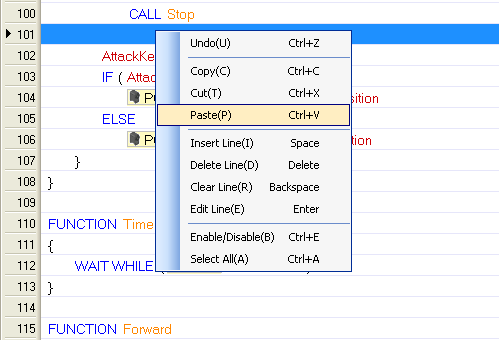 100 CALL Stop
101
Undo(U) Ctrl+Z
102 AttackKe
Copy(C) Ctrl+C
103 IF ( Attac
Cut(T) Ctrl+X
104 sition
Paste(P) Ctrl+V
105 ELSE
Insert Line(I) Space
106 tion
Delete Line(D) Delete
107 }
Clear Line(R) Backspace
108 }
Edit Line(E) Enter
109
110 FUNCTION Time
Enable/Disable(B) Ctrl+E
111 {
Select All(A) Ctrl+A
112 WAIT WHILE (
113 }
114
115 FUNCTION Forward